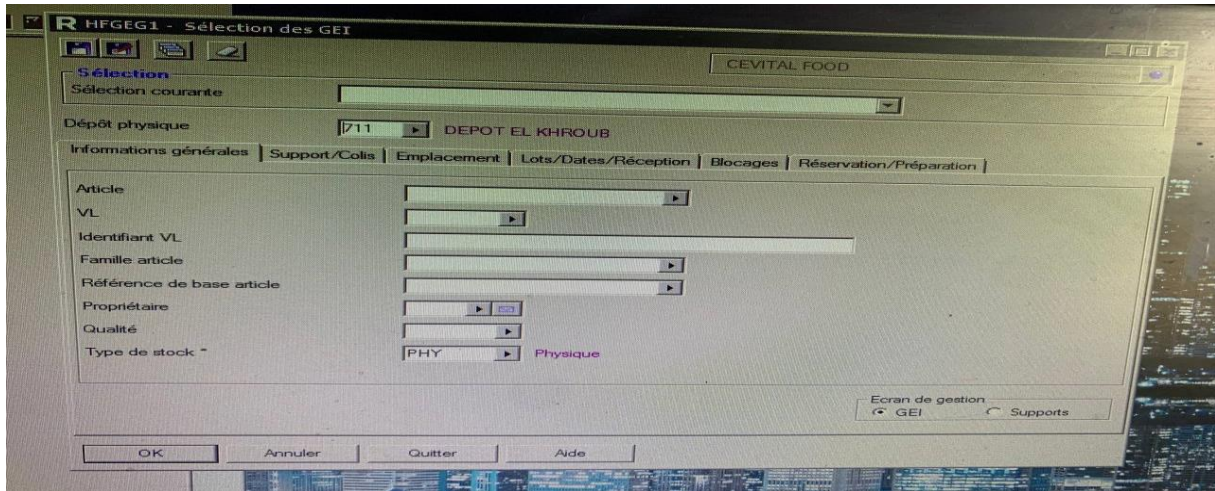 R HFGEG1 - Sélection des GEI
CEVITAL FOOD
Sélection
Sélection courante
Dépôt physique 711 DEPOT EL KHROUB
Informations générales Support/Colis Emplacement Lots/Dates/Réception Blocages Réservation/Préparation
Article
VL
Identifiant VL
Famille article
Référence de base article
Propriétaire
Qualité
Type de stock * PHY Physique
Ecran de gestion
GEI Supports
OK Annuler Quitter Aide